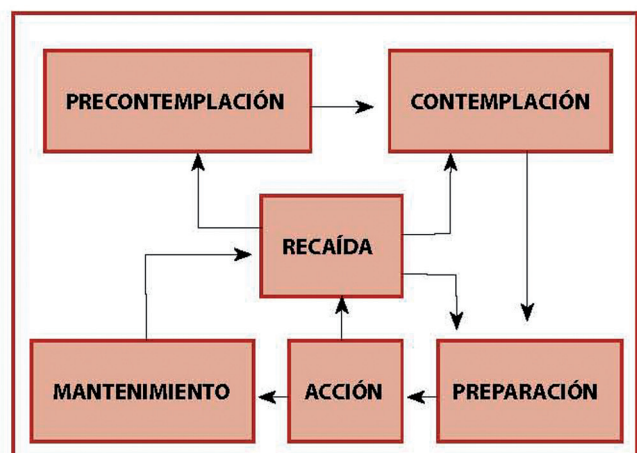 PRECONTEMPLACIÓN
CONTEMPLACIÓN
RECAÍDA
MANTENIMIENTO
ACCIÓN
PREPARACIÓN